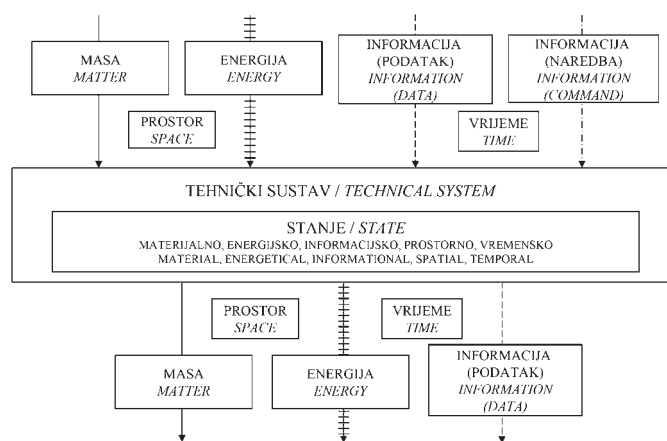 MASA
MATTER
ENERGIJA
ENERGY
INFORMACIJA
(PODATAK)
INFORMATION
(DATA)
INFORMACIJA
(NAREDBA)
INFORMATION
(COMMAND)
PROSTOR
SPACE
VRIJEME
TIME
TEHNIČKI SUSTAV / TECHNICAL SYSTEM
STANJE / STATE
MATERIJALNO, ENERGIJSKO, INFORMACIJSKO, PROSTORNO, VREMENSKO
MATERIAL, ENERGETICAL, INFORMATIONAL, SPATIAL, TEMPORAL
PROSTOR
SPACE
VRIJEME
TIME
MASA
MATTER
ENERGIJA
ENERGY
INFORMACIJA
(PODATAK)
INFORMATION
(DATA)